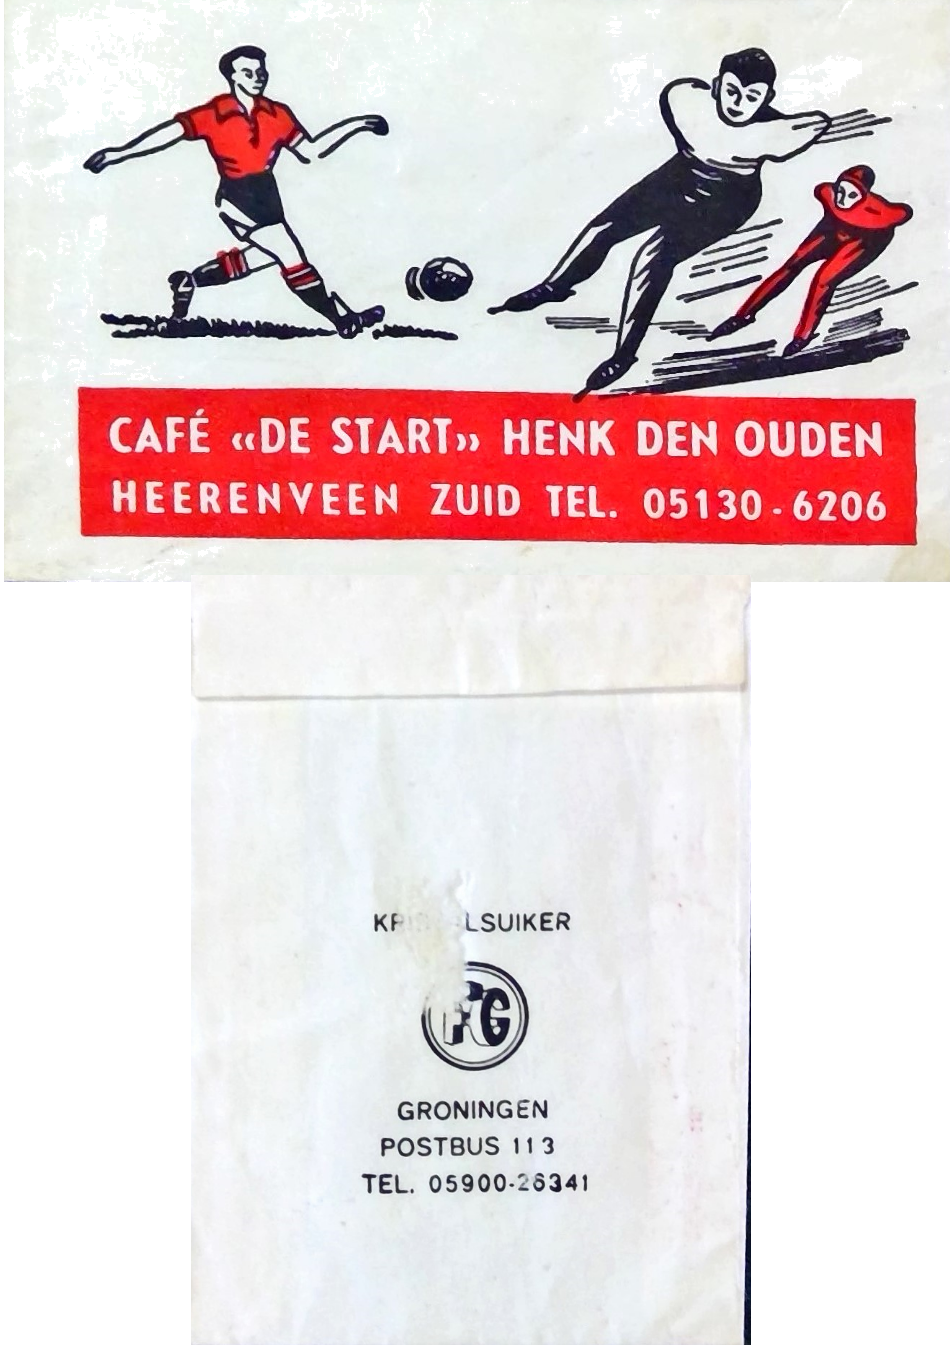 CAFÉ «DE START» HENK DEN OUDEN
HEERENVEEN ZUID TEL. 05130-6206
GRONINGEN
POSTBUS 113
TEL. 05900-26341